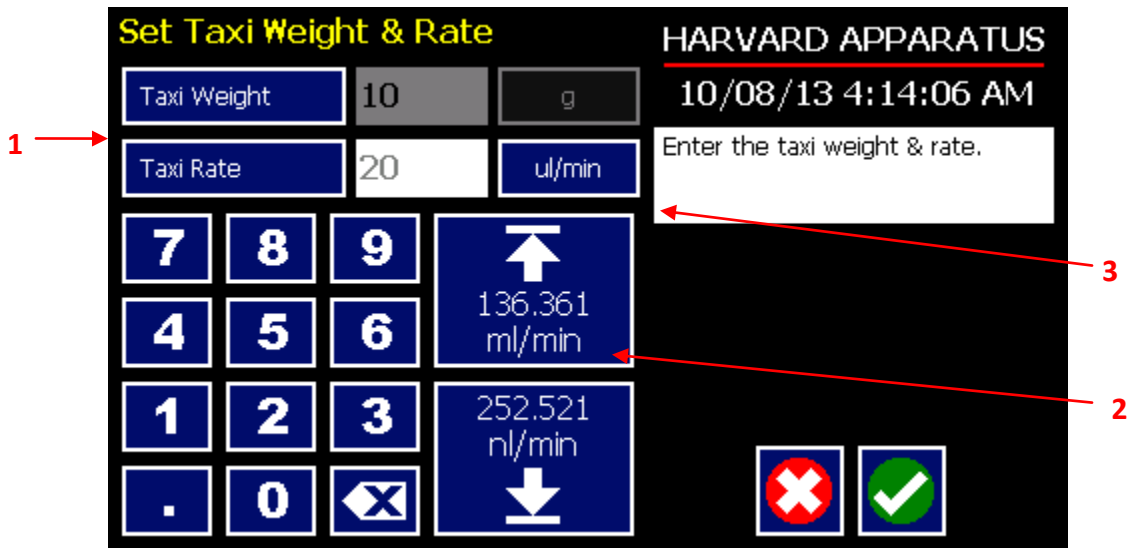 Set Taxi Weight & Rate
HARVARD APPARATUS
10/08/13 4:14:06 AM
Taxi Weight 10 g
1
Taxi Rate 20 ul/min
Enter the taxi weight & rate.
7 8 9
136.361
ml/min
3
4 5 6
2
1 2 3
252.521
nl/min
. 0 X